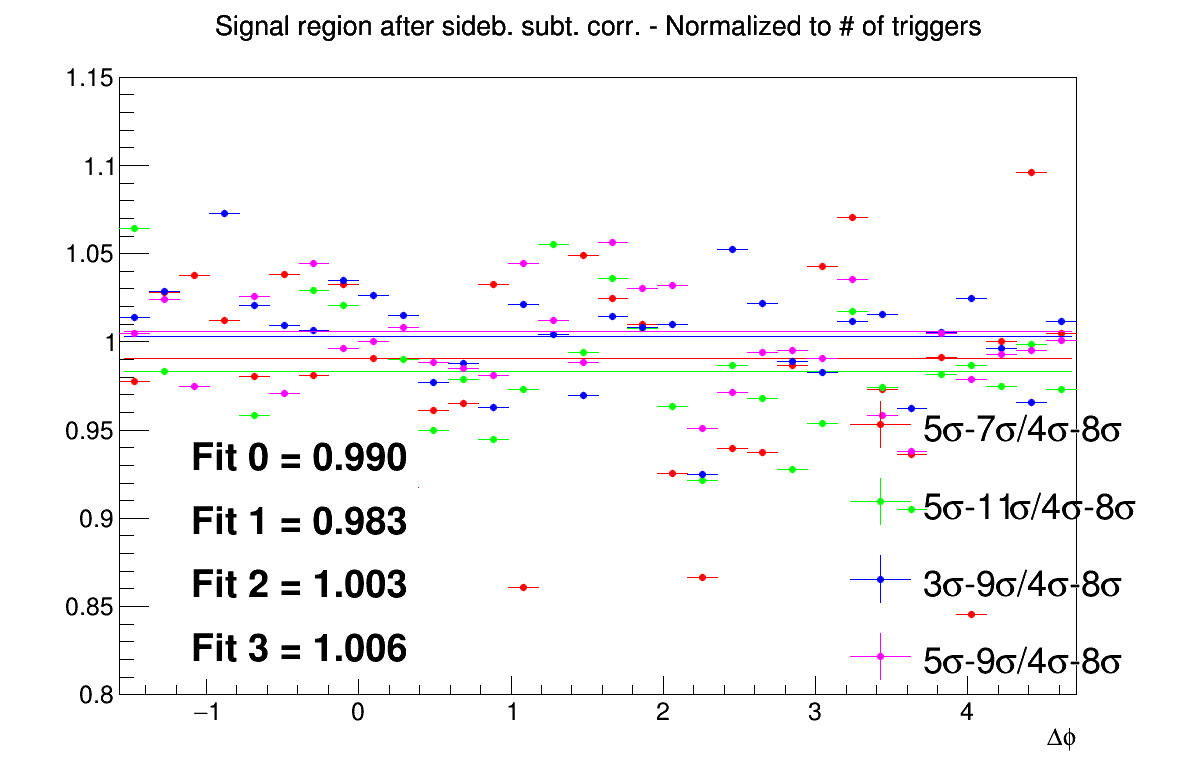 Signal region after sideb. subt. corr. - Normalized to # of triggers
1.15
1.1
1.05
1
0.95
0.9
0.85
0.8
Fit 0 = 0.990
Fit 1 = 0.983
Fit 2 = 1.003
Fit 3 = 1.006
5σ-7σ/4σ-8σ
5σ-11σ/4σ-8σ
3σ-9σ/4σ-8σ
5σ-9σ/4σ-8σ
−1 0 1 2 3 4
Δϕ